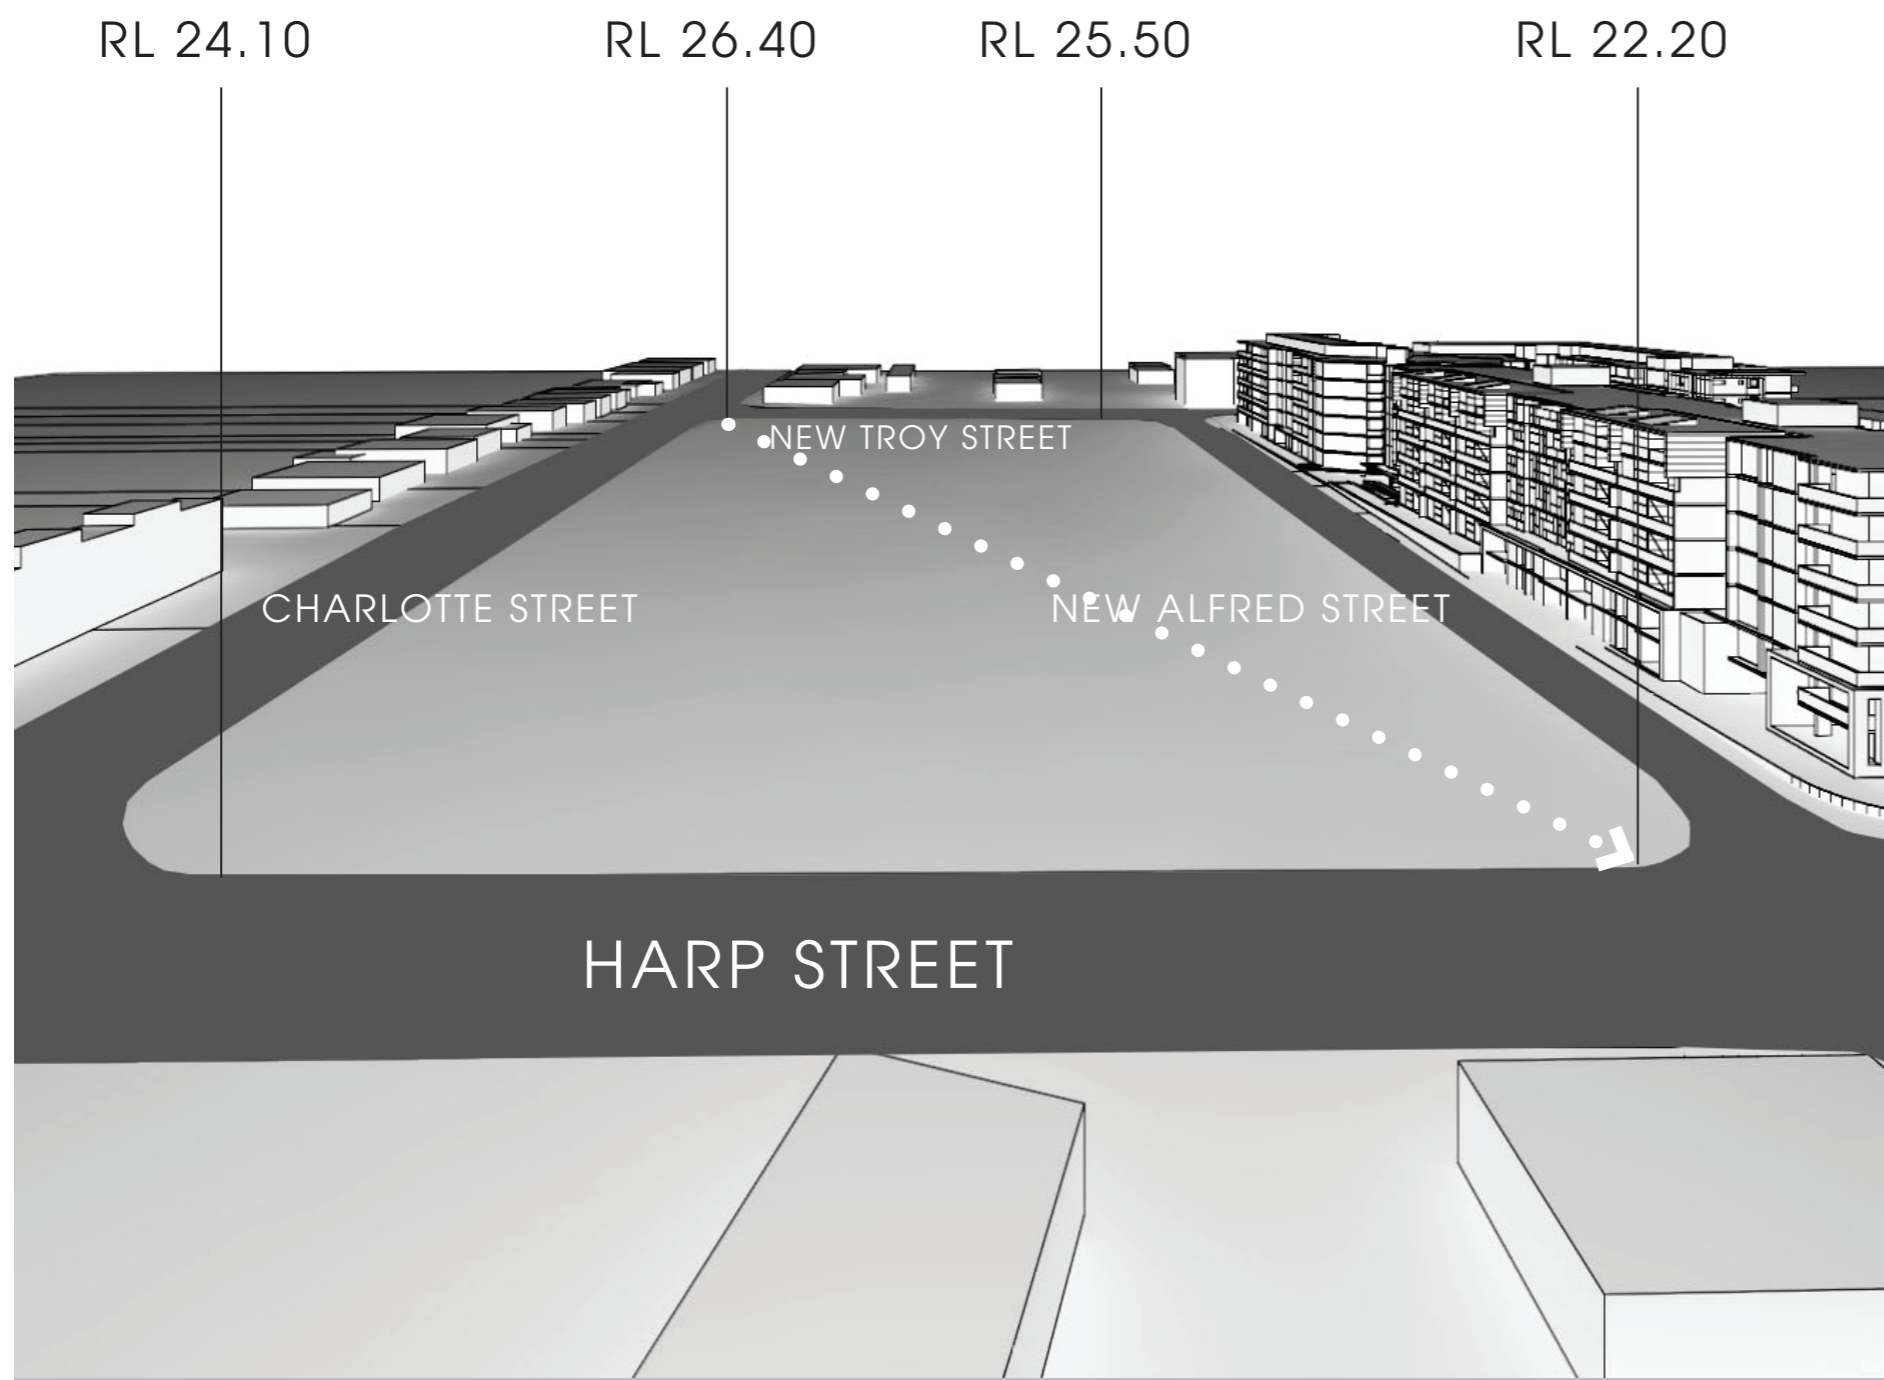 RL 24.10
RL 26.40
RL 25.50
RL 22.20
NEW TROY STREET
CHARLOTTE STREET
NEW ALFRED STREET
HARP STREET